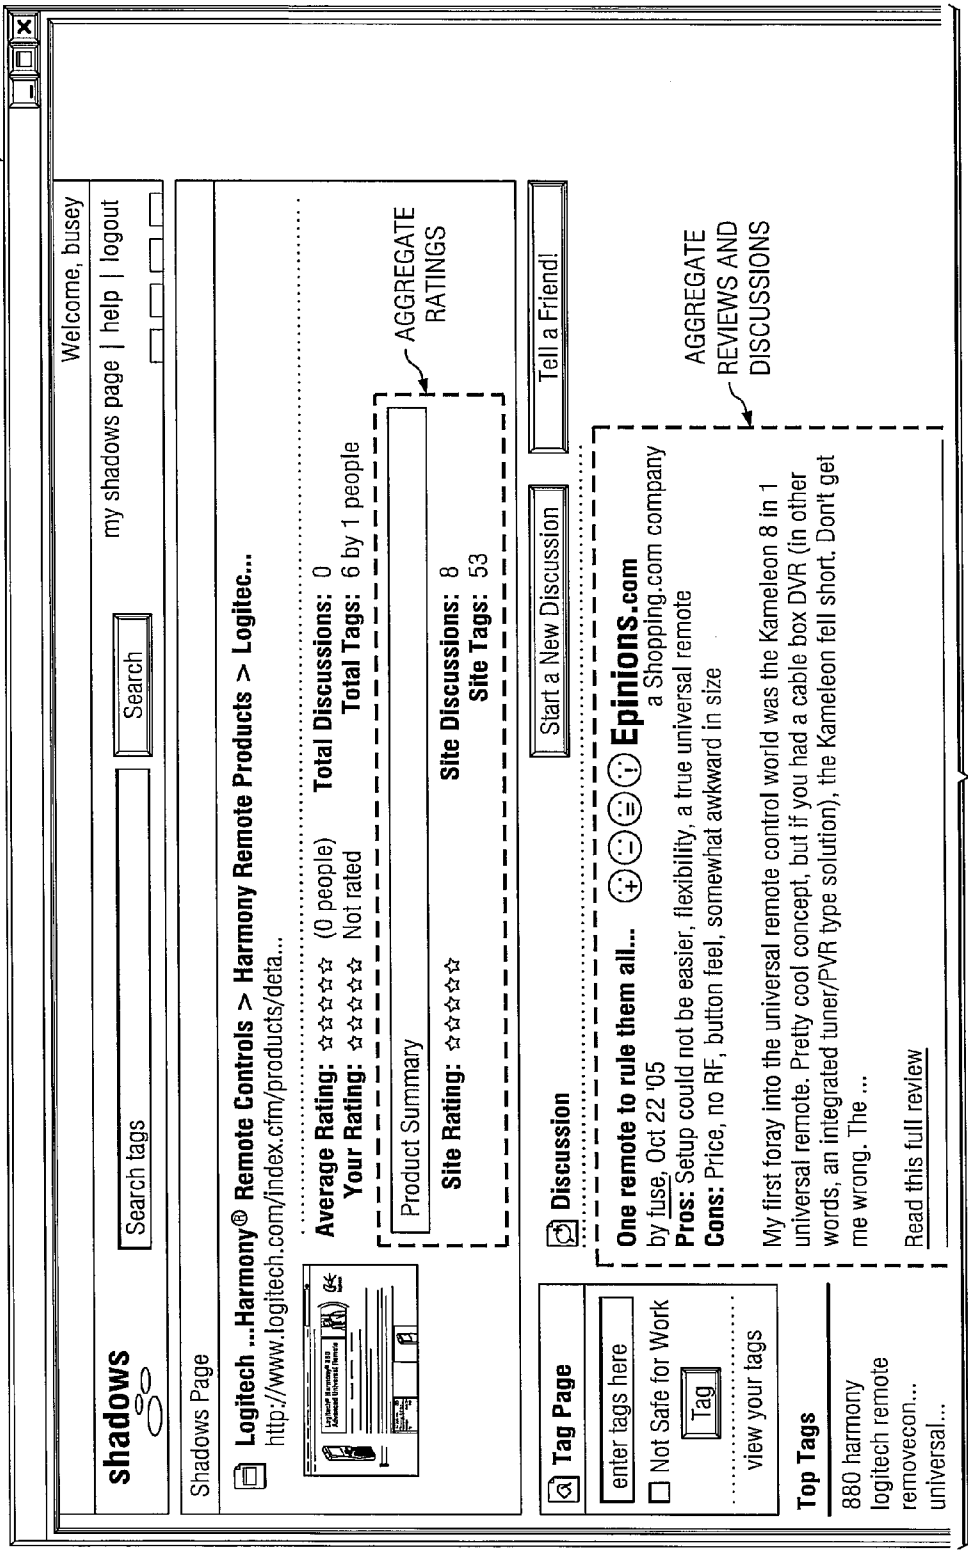 Welcome, busey
shadows
Search tags
Search
my shadows page | help | logout
Shadows Page
Logitech ...Harmony® Remote Controls > Harmony Remote Products > Logitec...
http://www.logitech.com/index.cfm/products/deta...
Logitech® Harmony® 880
Advanced Universal Remote
Average Rating: ☆☆☆☆☆ (0 people)
Total Discussions: 0
Your Rating: ☆☆☆☆☆ Not rated
Total Tags: 6 by 1 people
Product Summary
AGGREGATE
RATINGS
Site Rating: ☆☆☆☆☆
Site Discussions: 8
Site Tags: 53
Tag Page
enter tags here
Not Safe for Work
Tag
view your tags
Top Tags
880 harmony
logitech remote
removecon...
universal...
Discussion
Start a New Discussion
Tell a Friend!
One remote to rule them all... Epinions.com
by fuse, Oct 22 '05
a Shopping.com company
Pros: Setup could not be easier, flexibility, a true universal remote
Cons: Price, no RF, button feel, somewhat awkward in size
My first foray into the universal remote control world was the Kameleon 8 in 1
universal remote. Pretty cool concept, but if you had a cable box DVR (in other
words, an integrated tuner/PVR type solution), the Kameleon fell short. Don't get
me wrong. The ...
Read this full review
AGGREGATE
REVIEWS AND
DISCUSSIONS